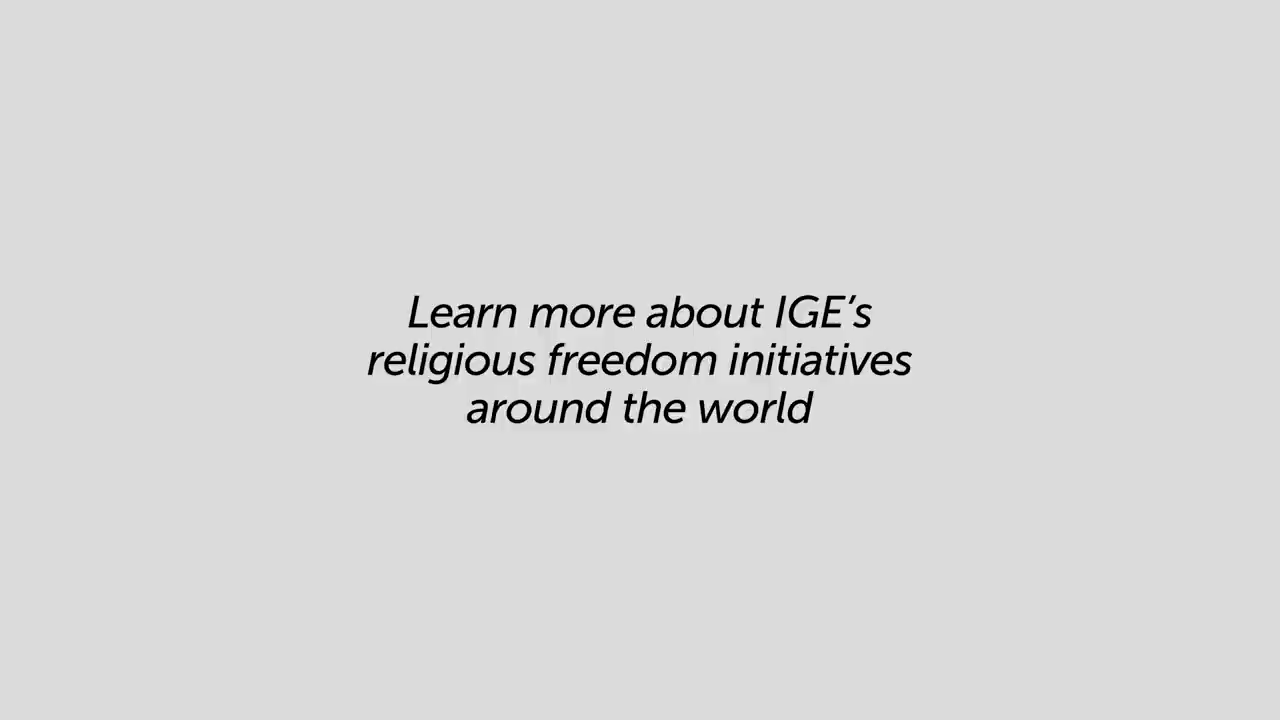 Learn more about IGE’s
religious freedom initiatives
around the world